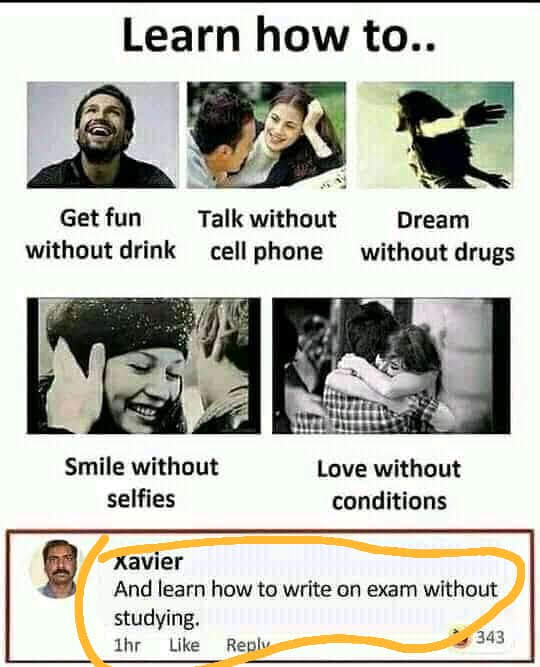 Learn how to..
Get fun
without drink
Talk without
cell phone
Dream
without drugs
Smile without
selfies
Love without
conditions
Xavier
And learn how to write on exam without
studying.
1hr Like Reply
343